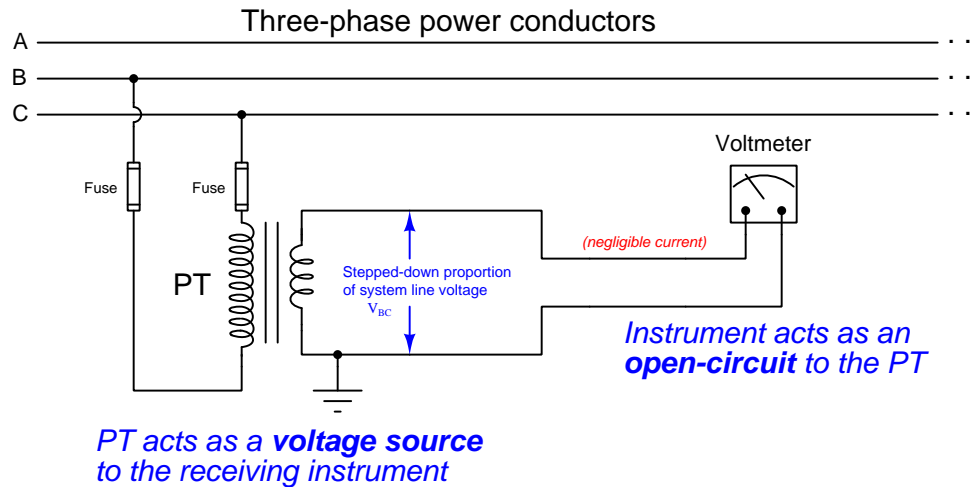 Three-phase power conductors
A
B
C
. .
. .
. .
Voltmeter
Fuse
Fuse
(negligible current)
PT
Stepped-down proportion
of system line voltage
VBC
Instrument acts as an
open-circuit to the PT
PT acts as a voltage source
to the receiving instrument